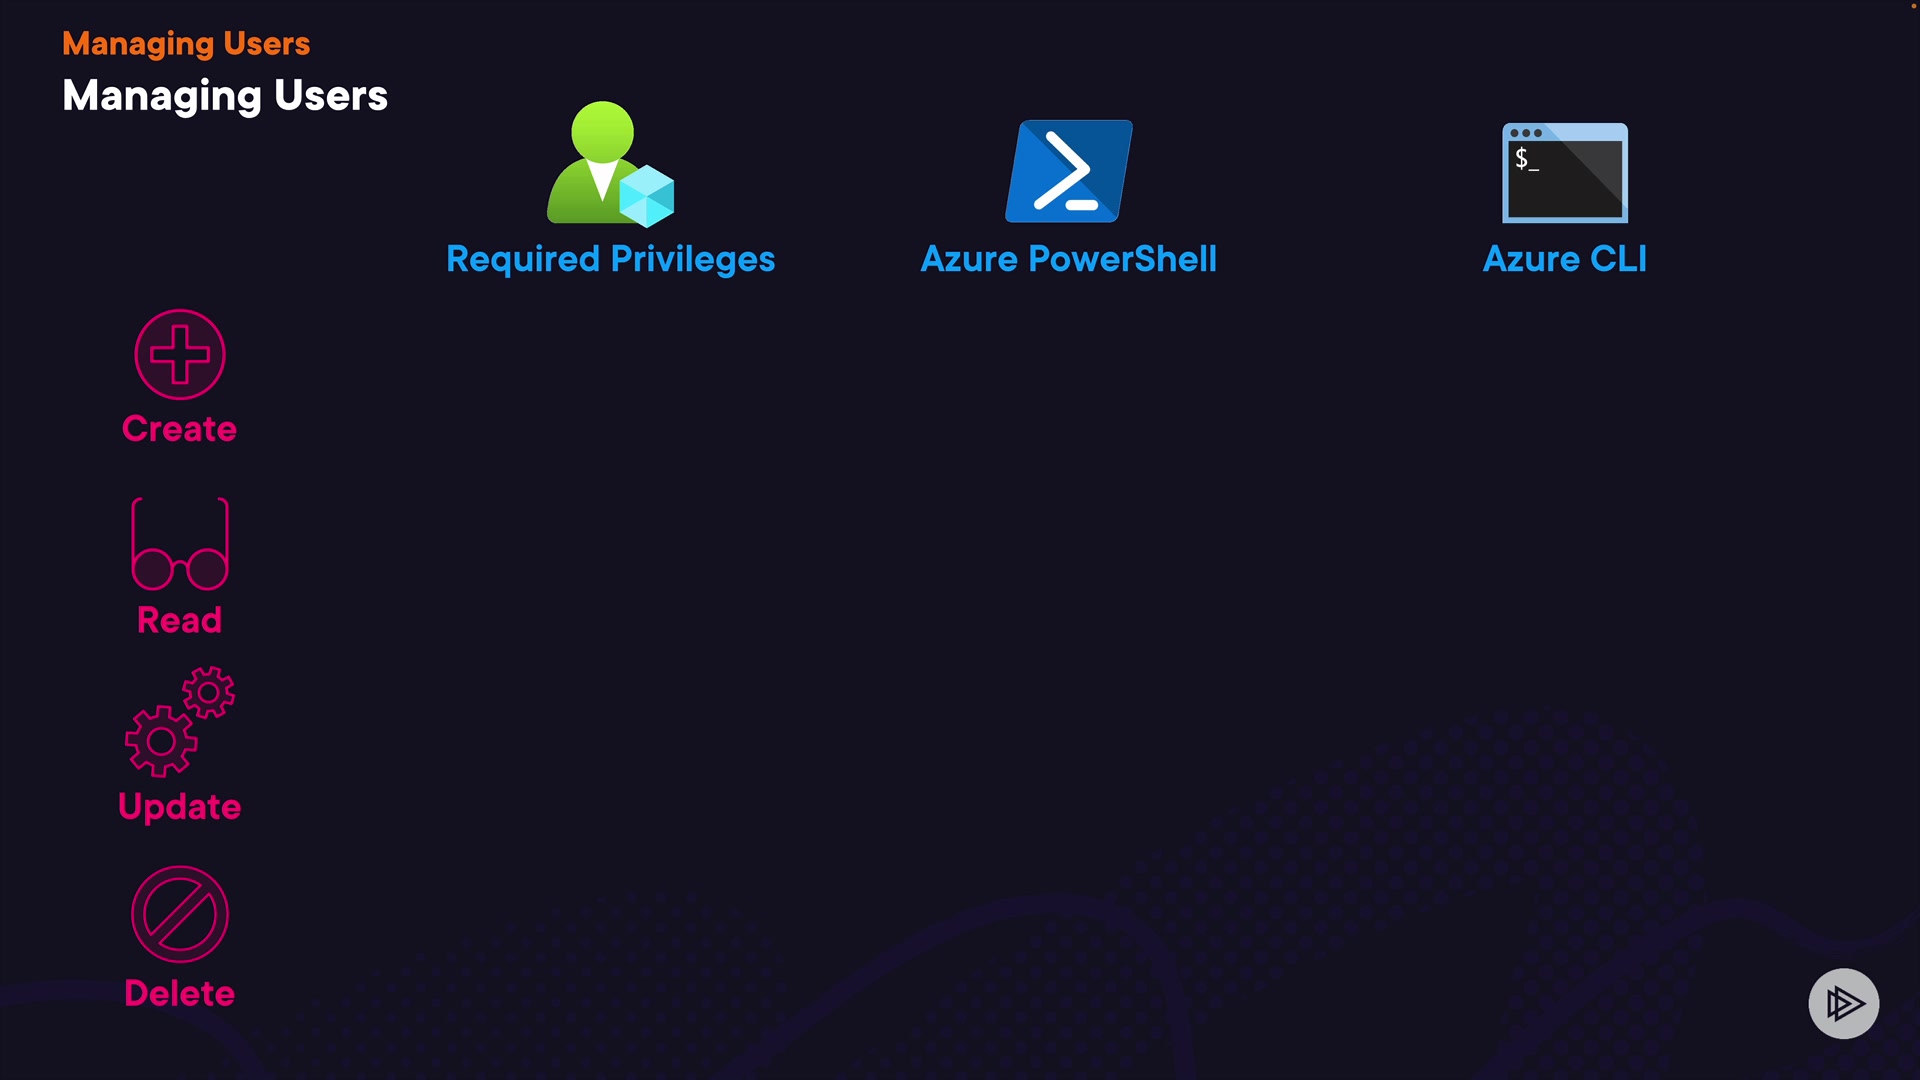 Managing Users
Managing Users
$_
Required Privileges
Azure PowerShell
Azure CLI
Create
Read
Update
Delete